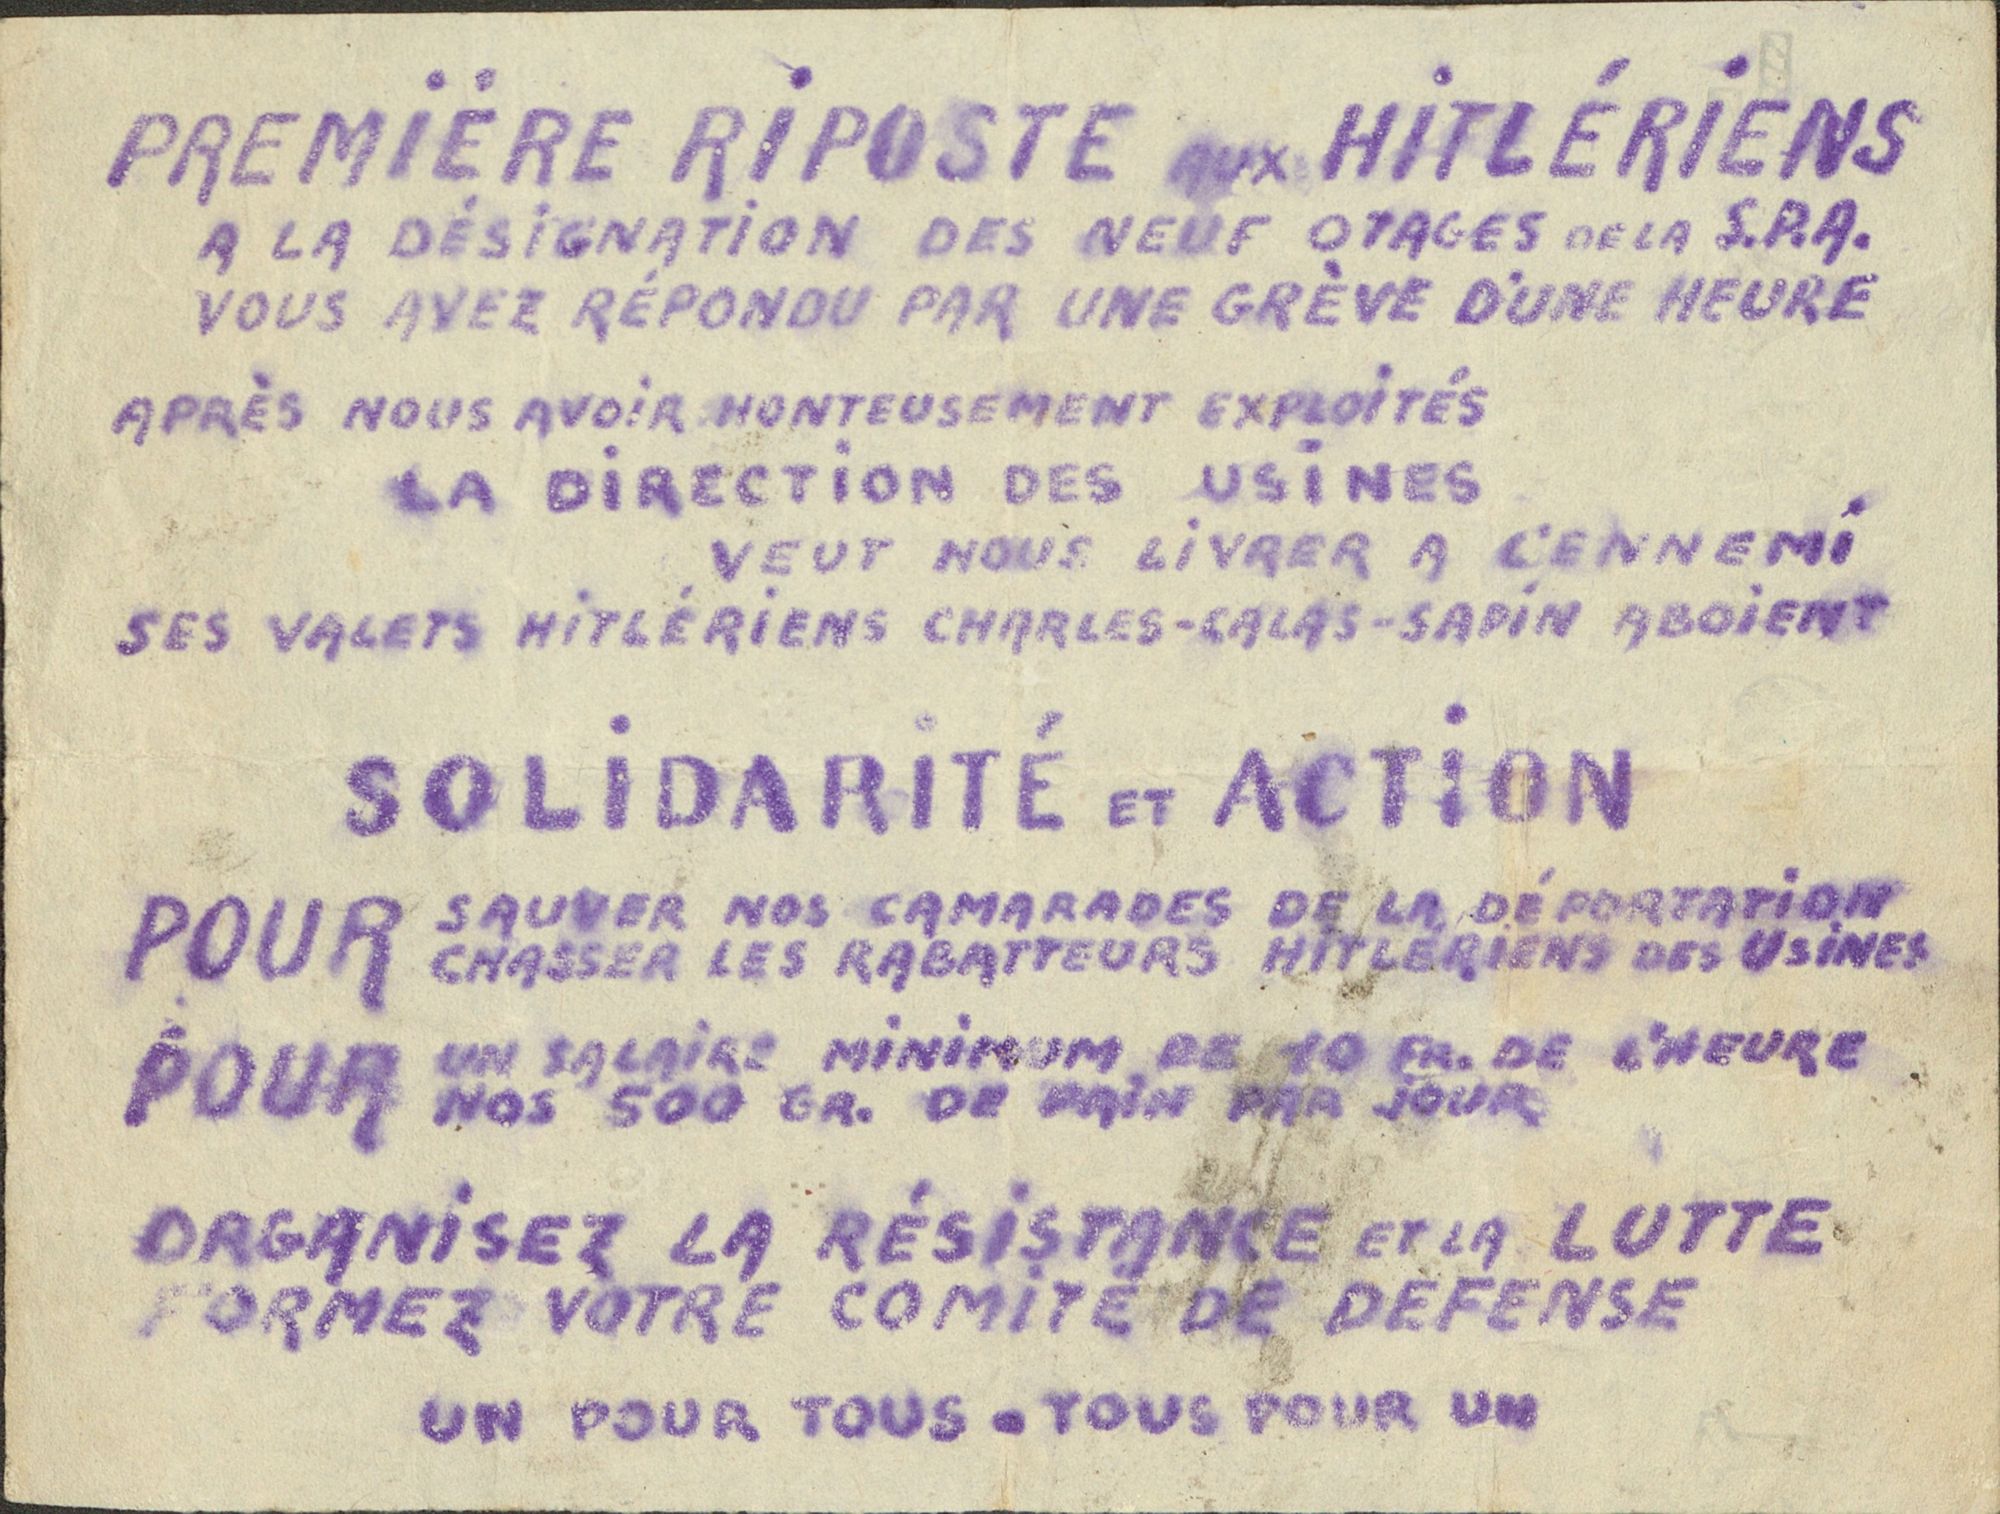 PREMIÈRE RIPOSTE AUX HITLÉRIENS
A LA DÉSIGNATION DES NEUF OTAGES DE LA S.P.A.
VOUS AVEZ RÉPONDU PAR UNE GRÈVE D'UNE HEURE
APRÈS NOUS AVOIR HONTEUSEMENT EXPLOITÉS
LA DIRECTION DES USINES
VEUT NOUS LIVRER A L'ENNEMI
SES VALETS HITLÉRIENS CHARLES-CALAS-SAPIN ABOIENT
SOLIDARITÉ ET ACTION
POUR SAUVER NOS CAMARADES DE LA DÉPORTATION
CHASSER LES RABATTEURS HITLÉRIENS DES USINES
POUR UN SALAIRE MINIMUM DE 10 FR. DE L'HEURE
NOS 500 GR. DE PAIN PAR JOUR
ORGANISEZ LA RÉSISTANCE ET LA LUTTE
FORMEZ VOTRE COMITÉ DE DEFENSE
UN POUR TOUS • TOUS POUR UN